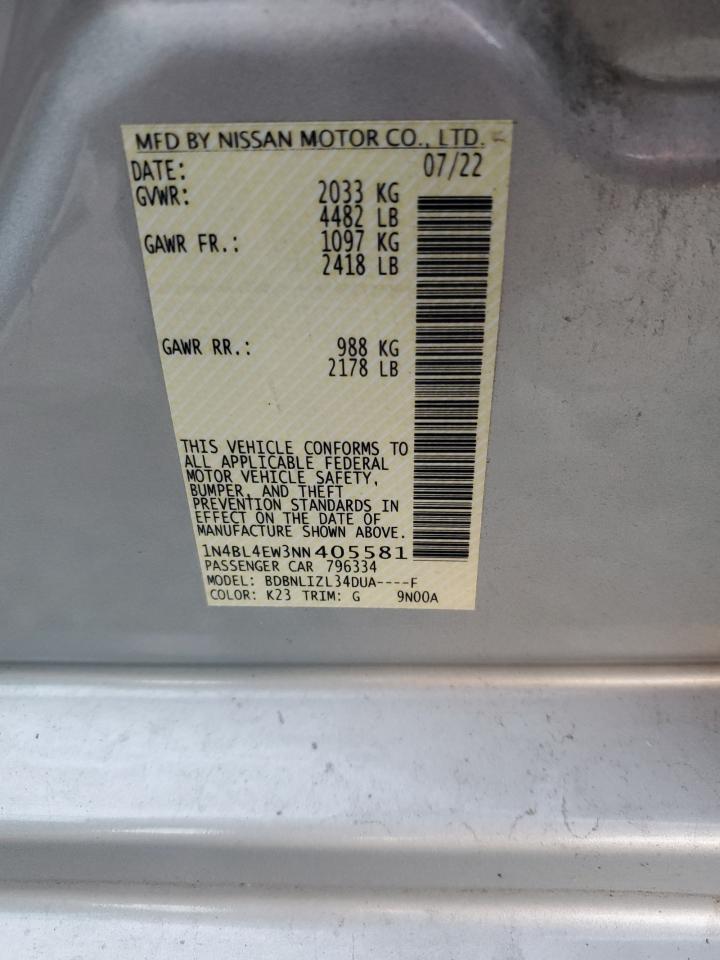 MFD BY NISSAN MOTOR CO., LTD.
DATE: 07/22
GVWR: 2033 KG
4482 LB
GAWR FR.: 1097 KG
2418 LB
GAWR RR.: 988 KG
2178 LB
THIS VEHICLE CONFORMS TO
ALL APPLICABLE FEDERAL
MOTOR VEHICLE SAFETY,
BUMPER, AND THEFT
PREVENTION STANDARDS IN
EFFECT ON THE DATE OF
MANUFACTURE SHOWN ABOVE.
1N4BL4EW3NN405581
PASSENGER CAR 796334
MODEL: BDBNLIZL34DUA----F
COLOR: K23 TRIM: G 9N00A